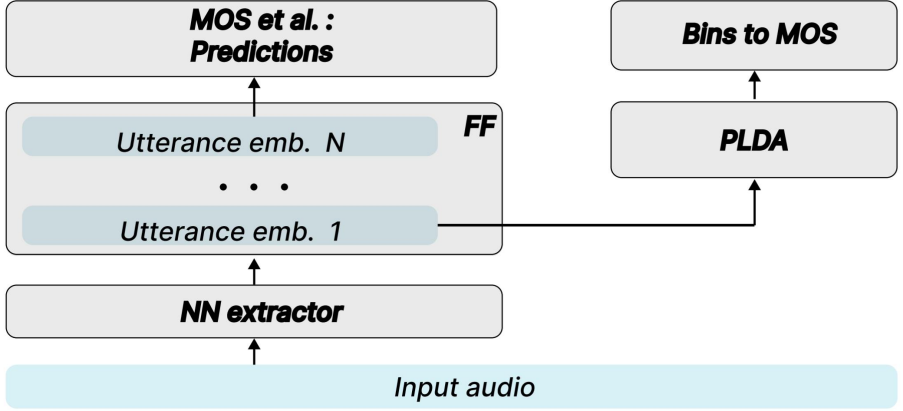 MOS et al. :
Predictions
Bins to MOS
FF
Utterance emb. N
PLDA
. . .
Utterance emb. 1
NN extractor
Input audio